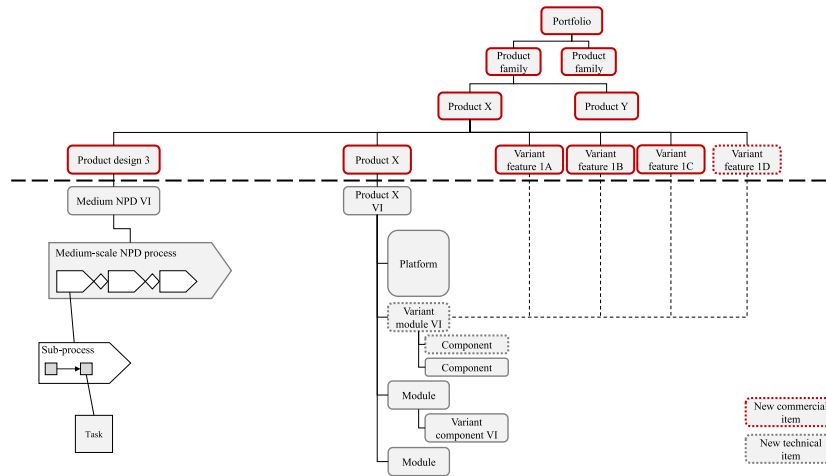 Portfolio
Product
family
Product
family
Product X
Product Y
Product design 3
Product X
Variant
feature 1A
Variant
feature 1B
Variant
feature 1C
Variant
feature 1D
Medium NPD VI
Product X
VI
Medium-scale NPD process
Platform
Variant
module VI
Component
Sub-process
Component
Module
New commercial
item
Variant
component VI
Task
New technical
item
Module